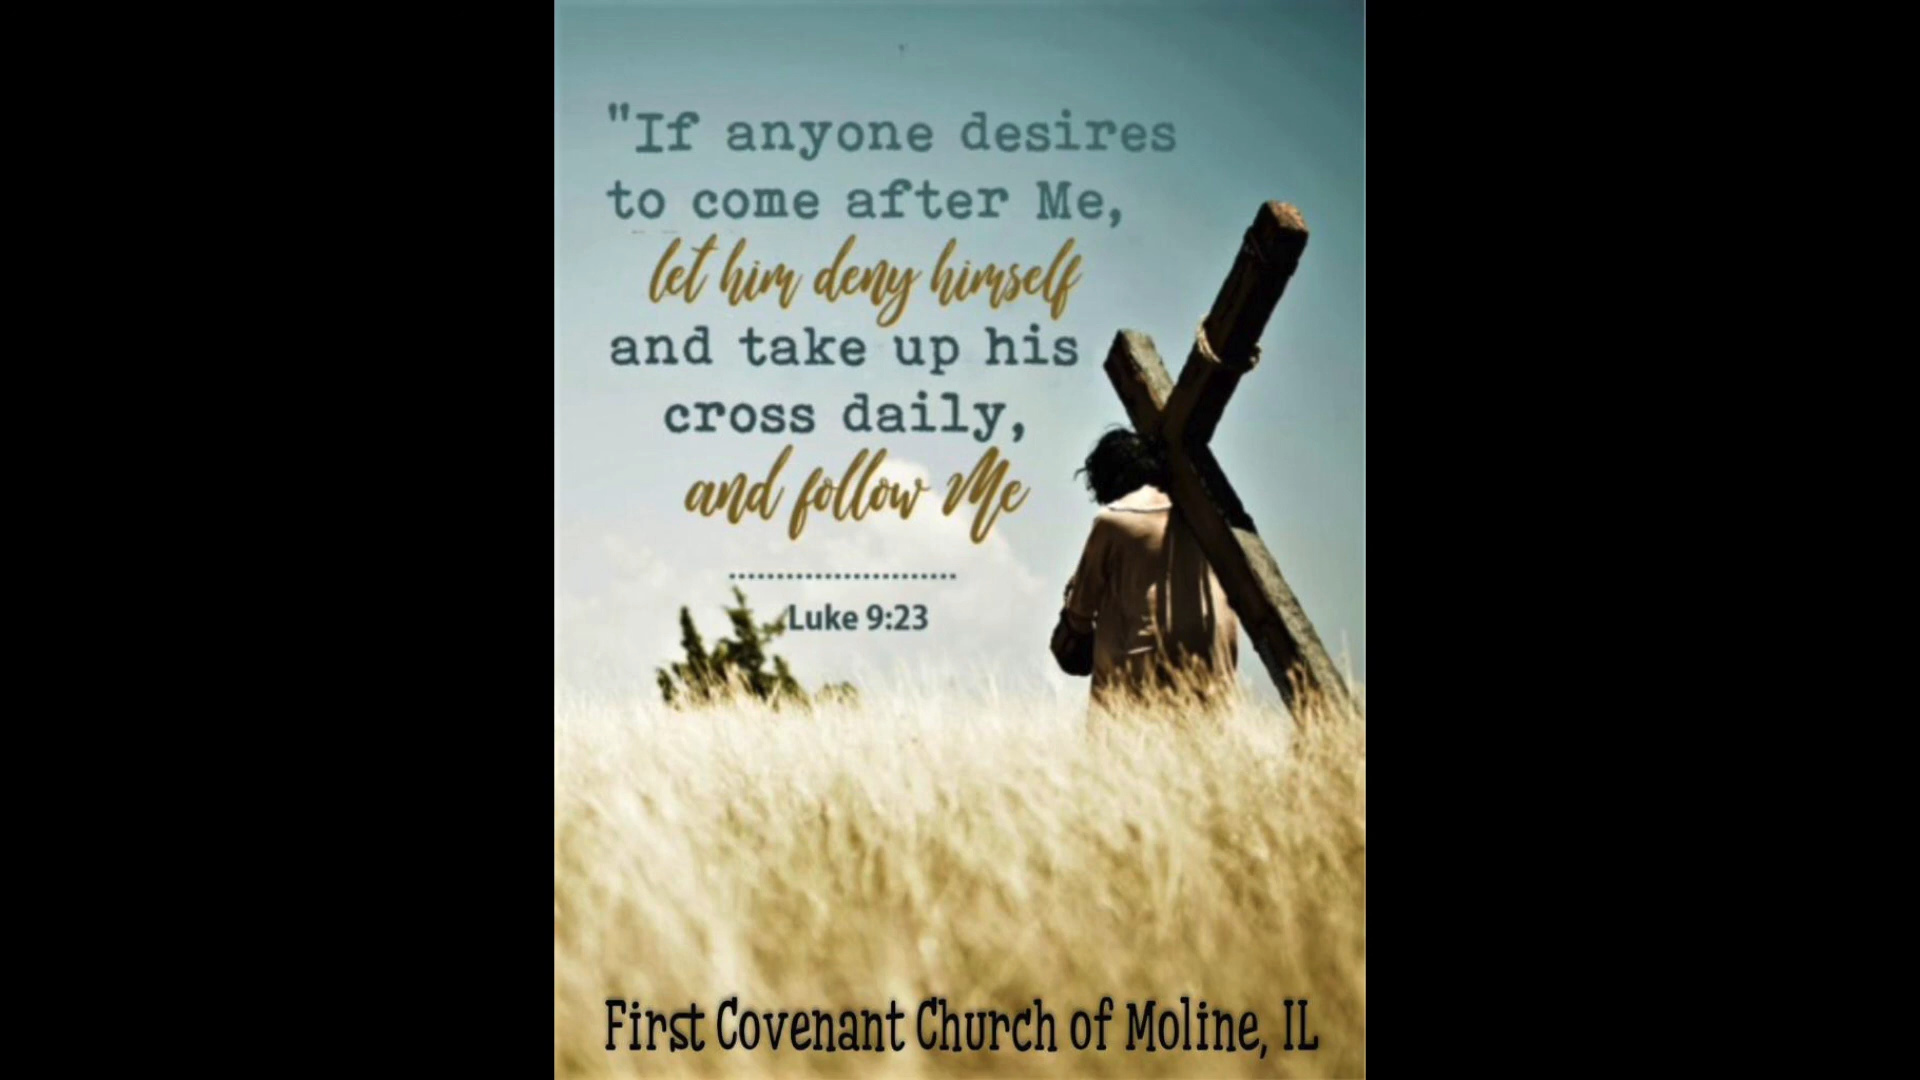 "If anyone desires
to come after Me,
let him deny himself
and take up his
cross daily,
and follow Me
Luke 9:23
First Covenant Church of Moline, IL